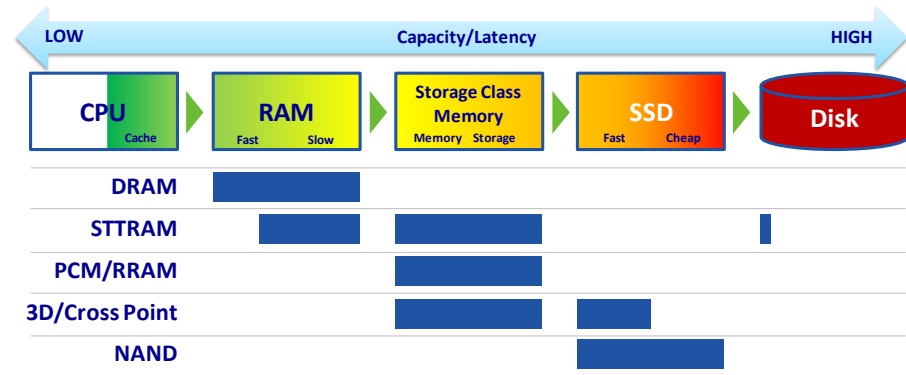 LOW Capacity/Latency HIGH
CPU
Cache
RAM
Fast Slow
Storage Class
Memory
Memory Storage
SSD
Fast Cheap
Disk
DRAM
STTRAM
PCM/RRAM
3D/Cross Point
NAND